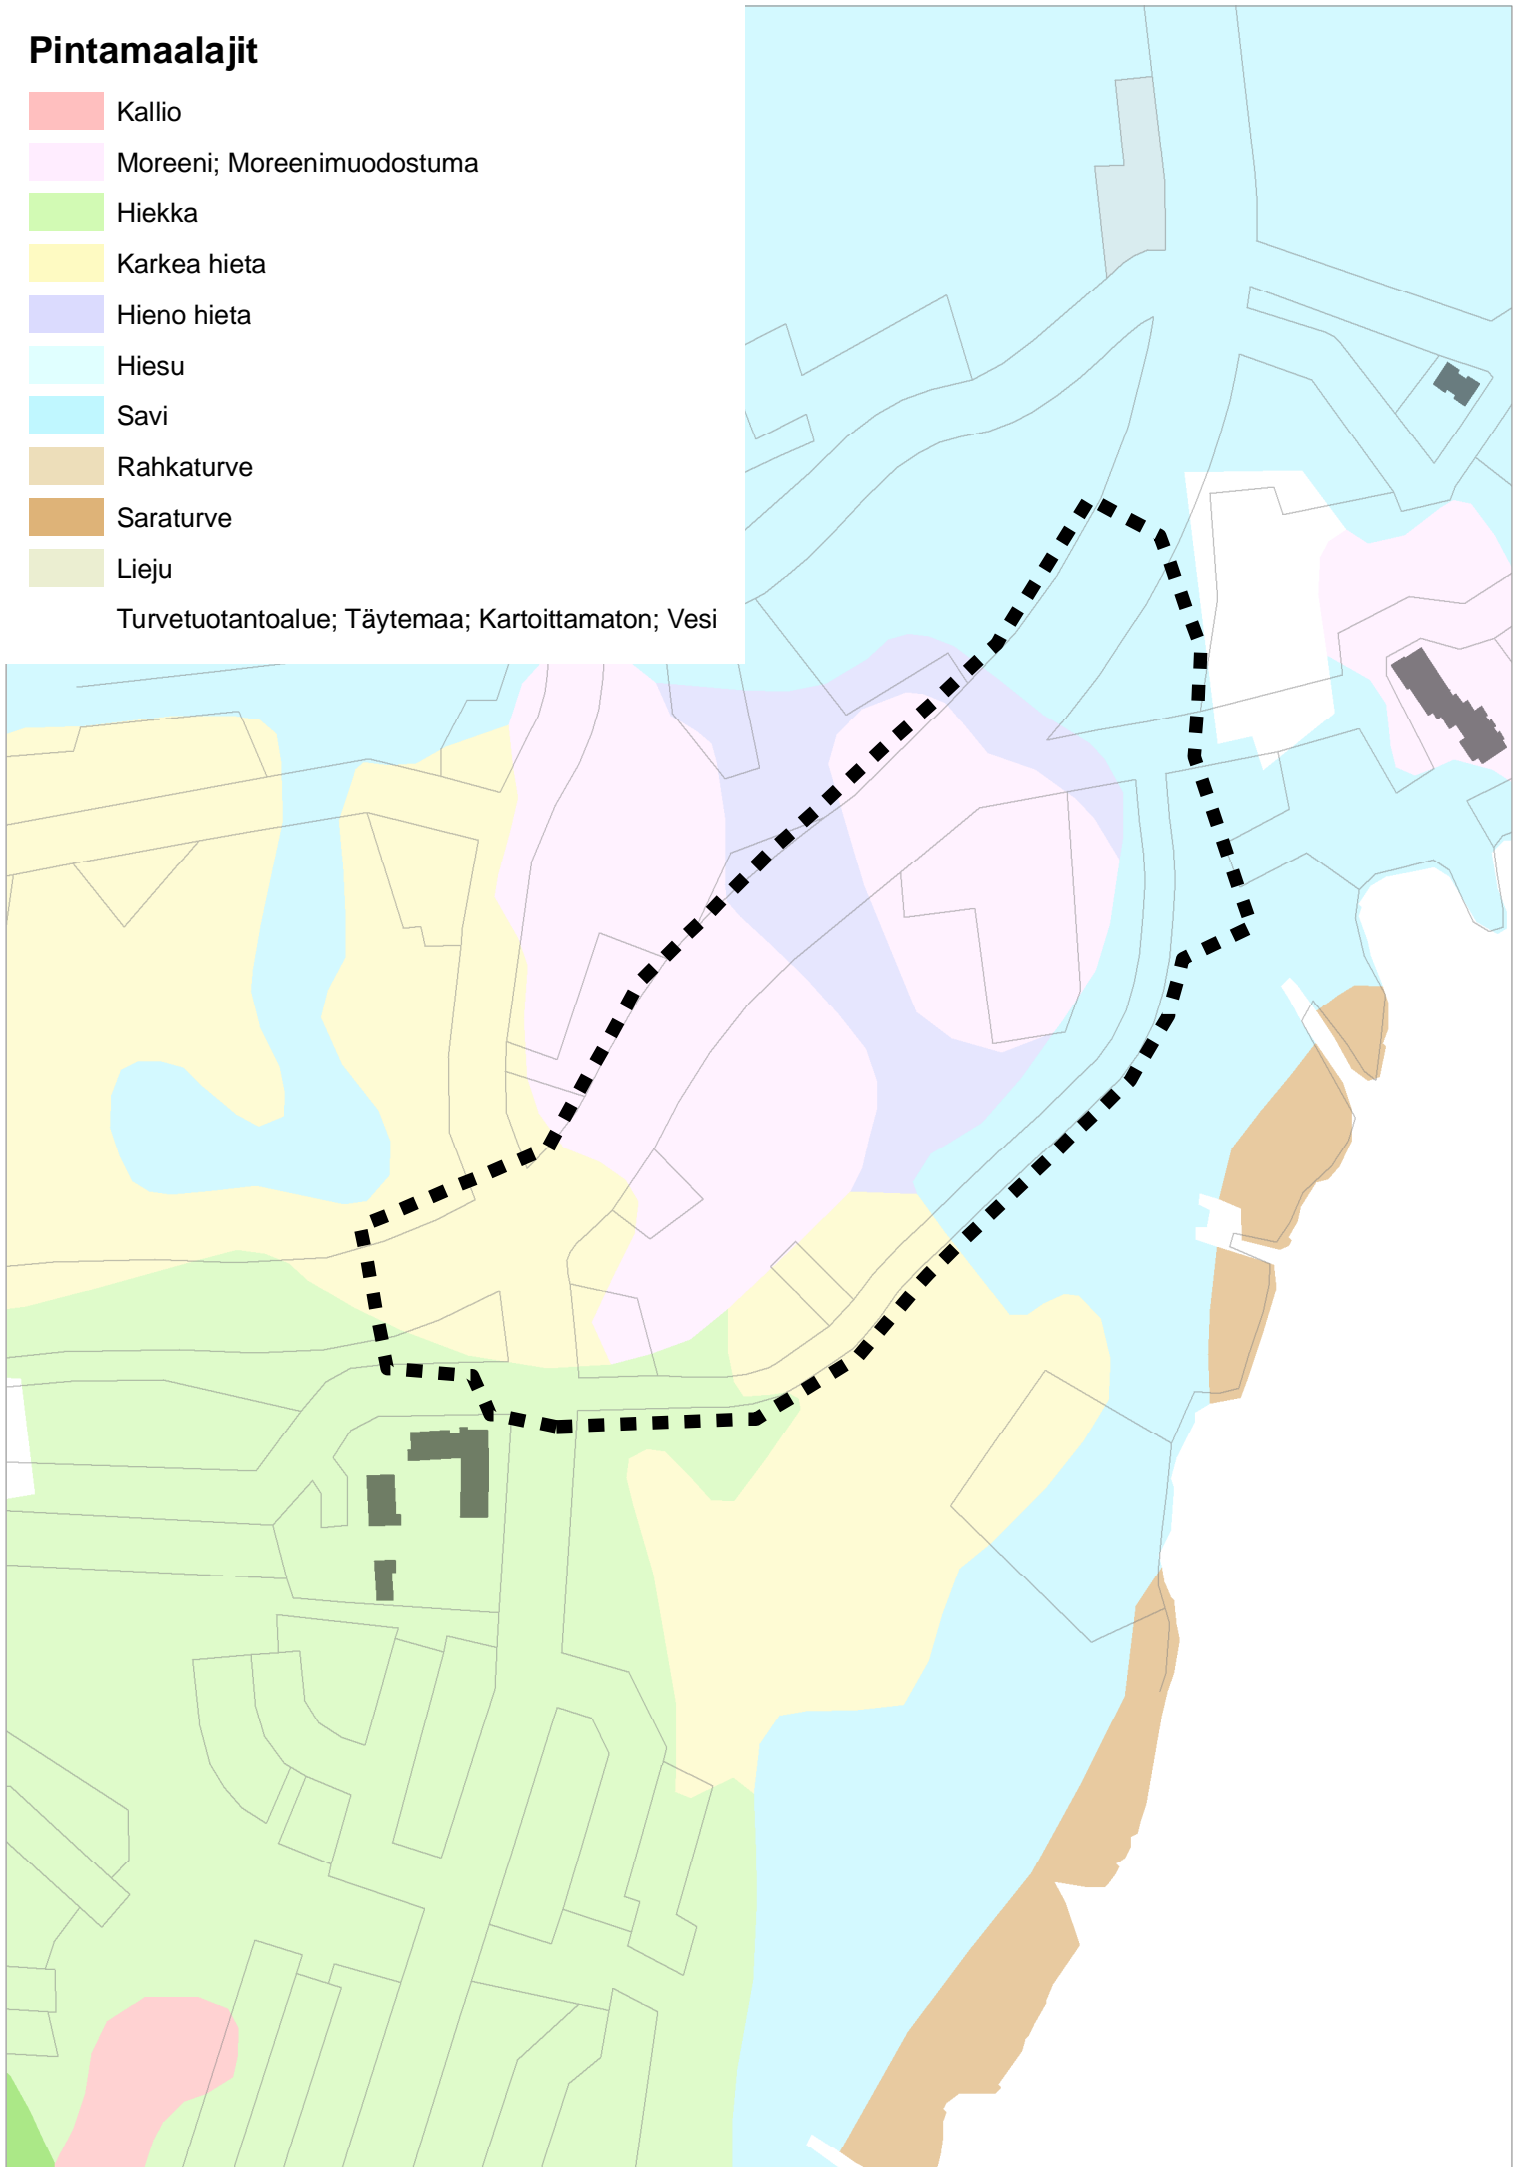 Pintamaalajit
Kallio
Moreeni; Moreenimuodostuma
Hiekka
Karkea hieta
Hieno hieta
Hiesu
Savi
Rahkaturve
Saraturve
Lieju
Turvetuotantoalue; Täytemaa; Kartoittamaton; Vesi